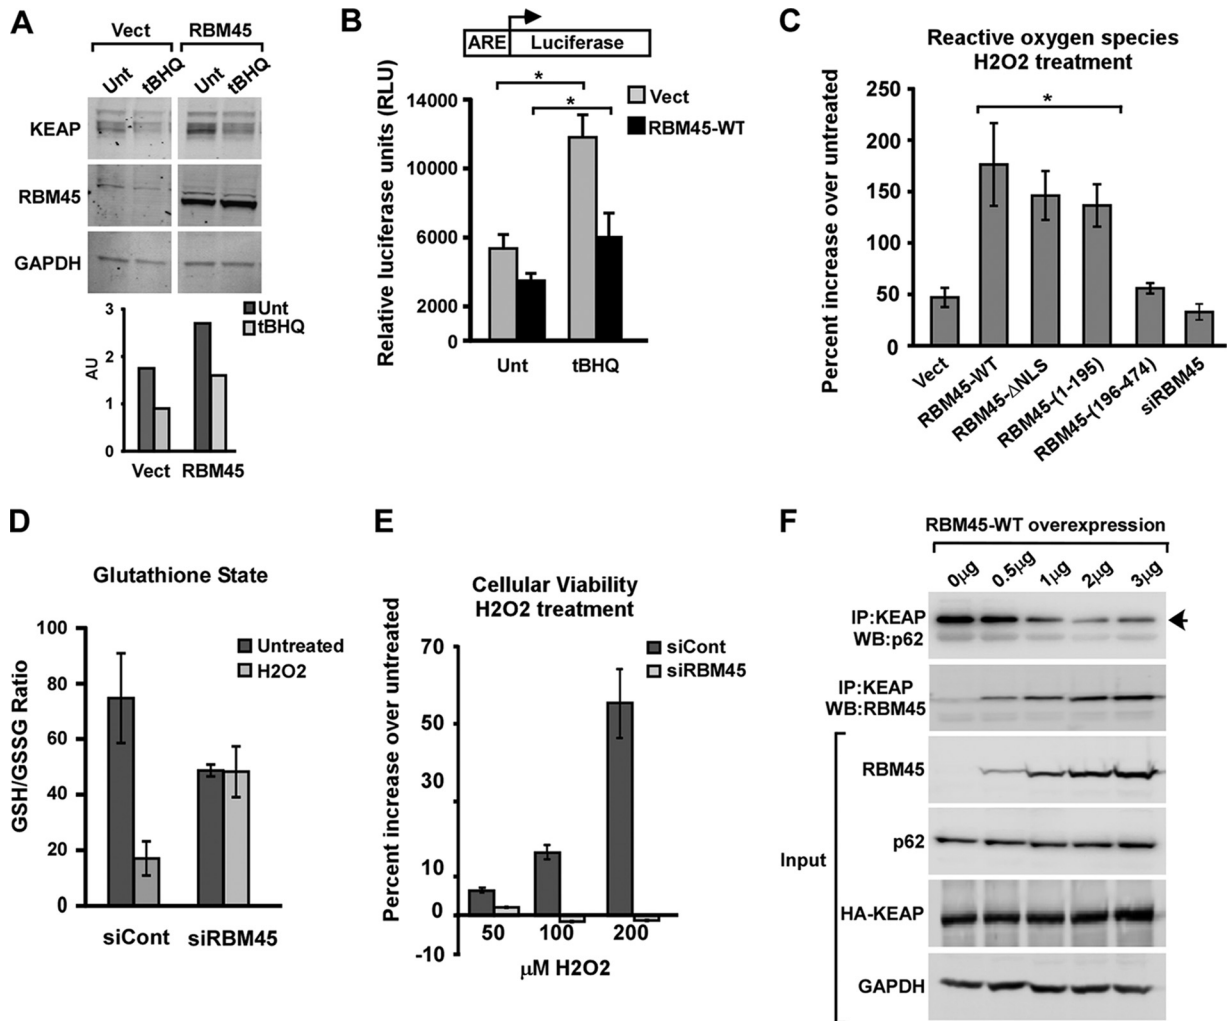 A
Vect RBM45
Unt tBHQ Unt tBHQ
KEAP
RBM45
GAPDH
Unt
tBHQ
3
2
1
0
AU
Vect RBM45
B
ARE Luciferase
Relative luciferase units (RLU)
14000
10000
6000
2000
0
*
*
Vect
RBM45-WT
Unt tBHQ
C
Reactive oxygen species
H2O2 treatment
Percent increase over untreated
250
200
150
100
50
0
*
Vect
RBM45-WT
RBM45-ΔNLS
RBM45-(1-195)
RBM45-(196-474)
siRBM45
D
Glutathione State
GSH/GSSG Ratio
100
80
60
40
20
0
Untreated
H2O2
siCont siRBM45
E
Cellular Viability
H2O2 treatment
Percent increase over untreated
70
50
30
10
0
-10
siCont
siRBM45
50 100 200
μM H2O2
F
RBM45-WT overexpression
0μg 0.5μg 1μg 2μg 3μg
IP:KEAP
WB:p62
IP:KEAP
WB:RBM45
Input
RBM45
p62
HA-KEAP
GAPDH